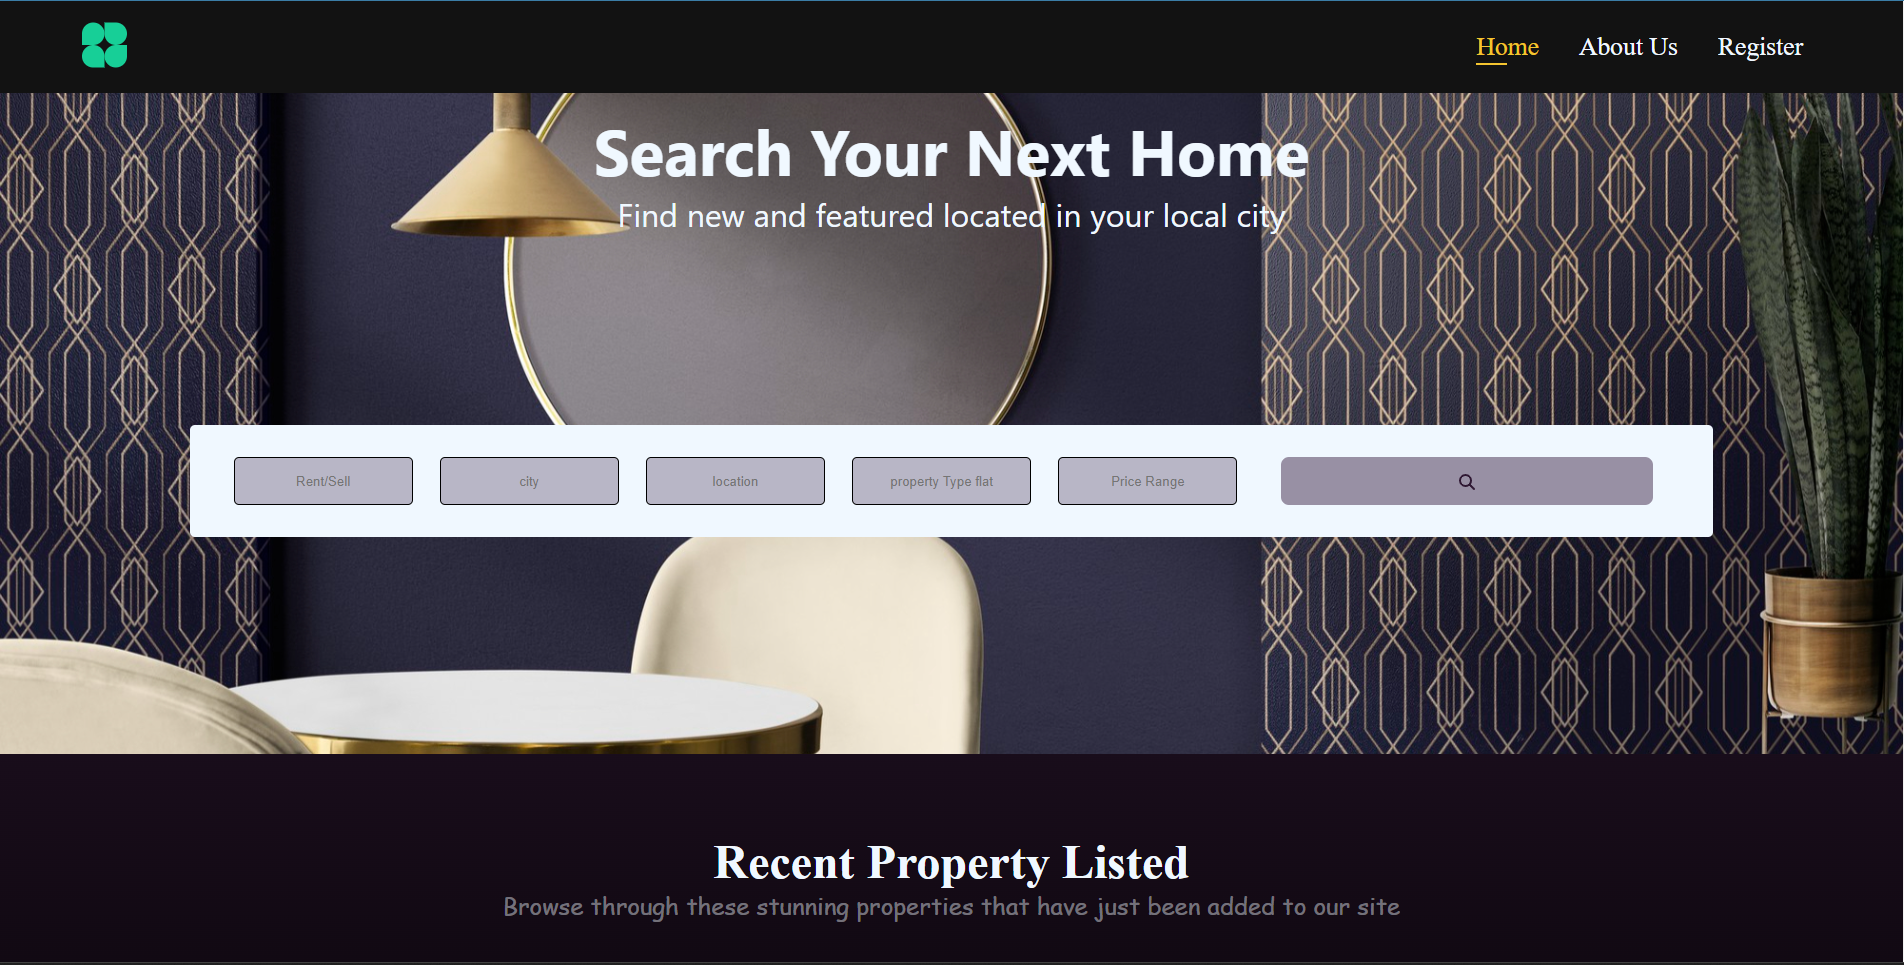 Home About Us Register
Search Your Next Home
Find new and featured located in your local city
Rent/Sell city location property Type flat Price Range
Recent Property Listed
Browse through these stunning properties that have just been added to our site